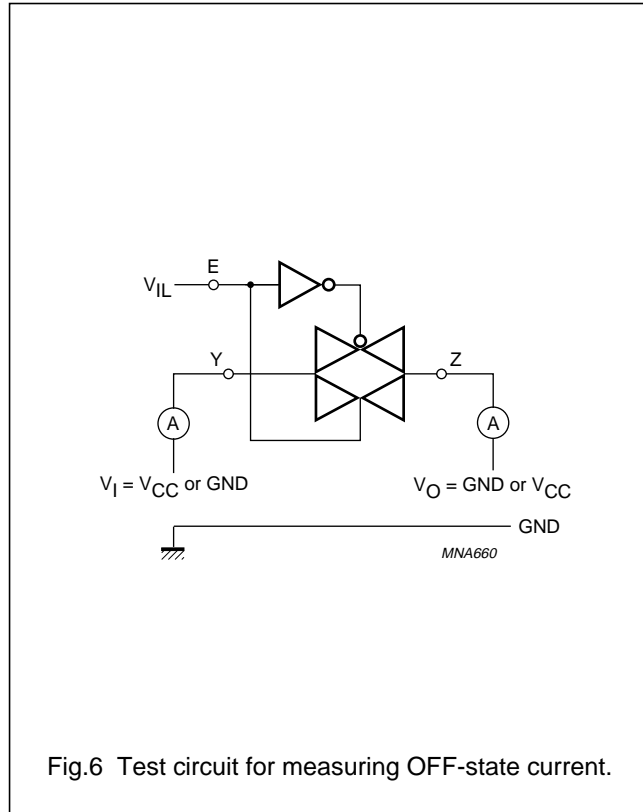 E
V_IL
Y
Z
A
A
V_I = V_CC or GND
V_O = GND or V_CC
GND
MNA660
Fig.6 Test circuit for measuring OFF-state current.